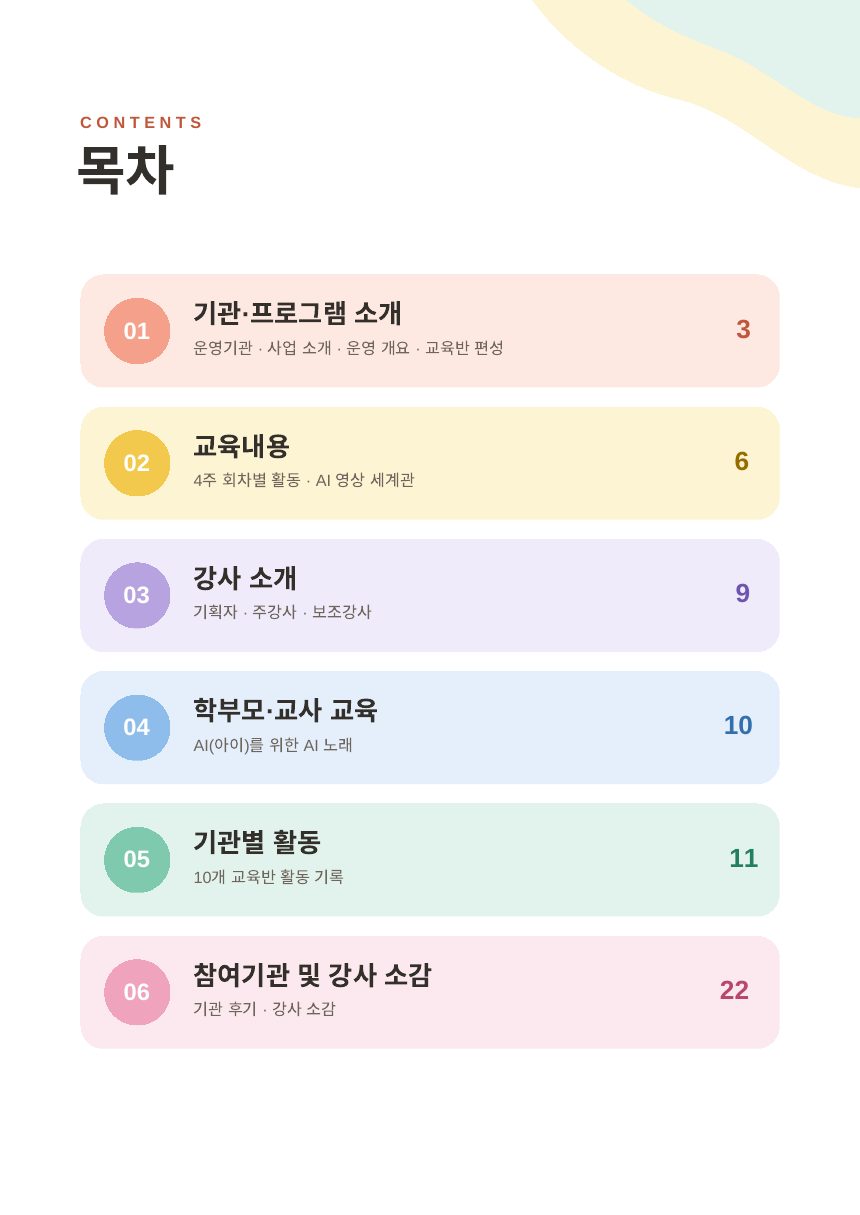 CONTENTS
목차
01
기관·프로그램 소개
운영기관 · 사업 소개 · 운영 개요 · 교육반 편성
3
02
교육내용
4주 회차별 활동 · AI 영상 세계관
6
03
강사 소개
기획자 · 주강사 · 보조강사
9
04
학부모·교사 교육
AI(아이)를 위한 AI 노래
10
05
기관별 활동
10개 교육반 활동 기록
11
06
참여기관 및 강사 소감
기관 후기 · 강사 소감
22